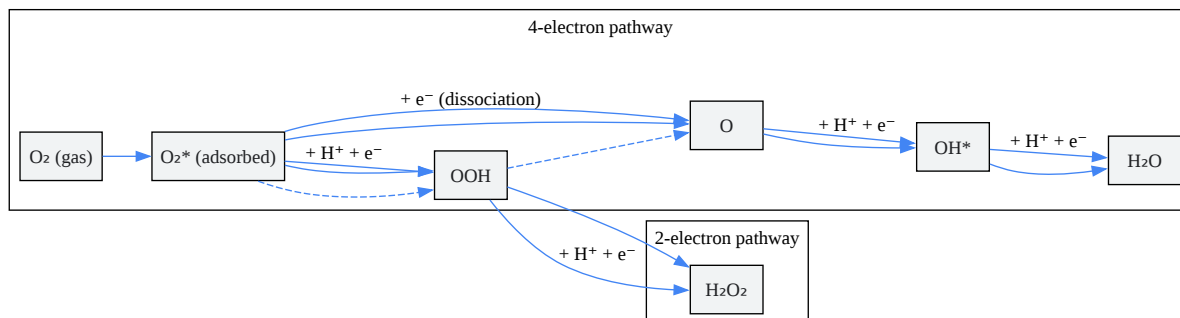 4-electron pathway
+ e⁻ (dissociation)
O
+ H⁺ + e⁻
OH*
+ H⁺ + e⁻
H₂O
O₂ (gas)
O₂* (adsorbed)
+ H⁺ + e⁻
OOH
2-electron pathway
+ H⁺ + e⁻
H₂O₂